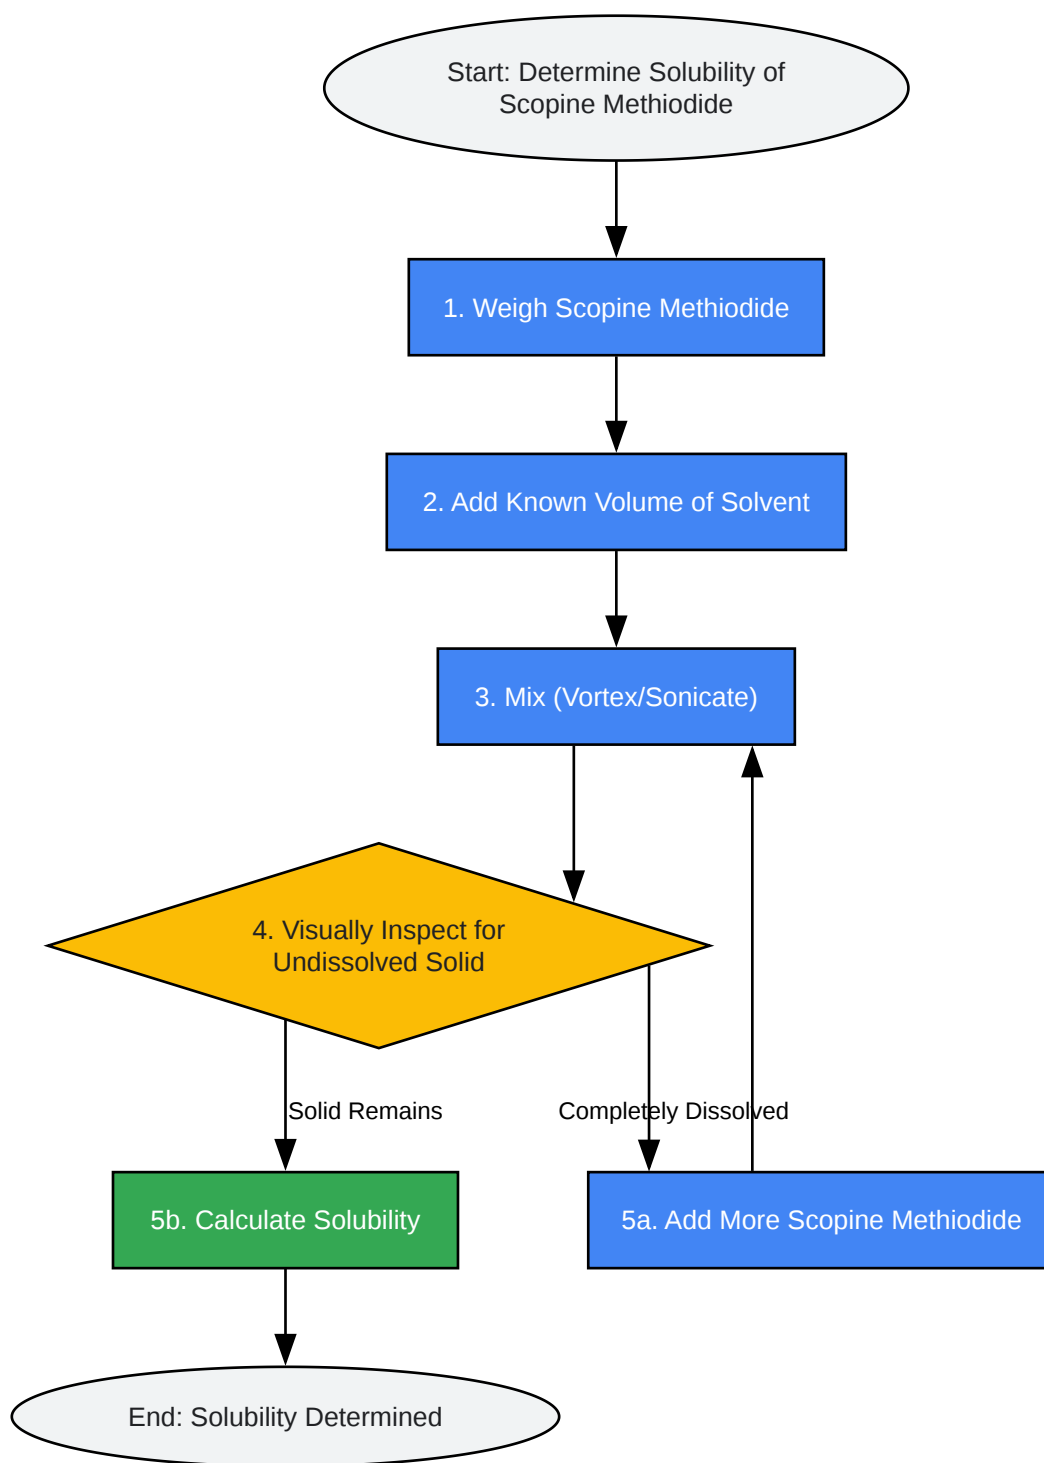 Start: Determine Solubility of
Scopine Methiodide
1. Weigh Scopine Methiodide
2. Add Known Volume of Solvent
3. Mix (Vortex/Sonicate)
4. Visually Inspect for
Undissolved Solid
Solid Remains
Completely Dissolved
5b. Calculate Solubility
5a. Add More Scopine Methiodide
End: Solubility Determined